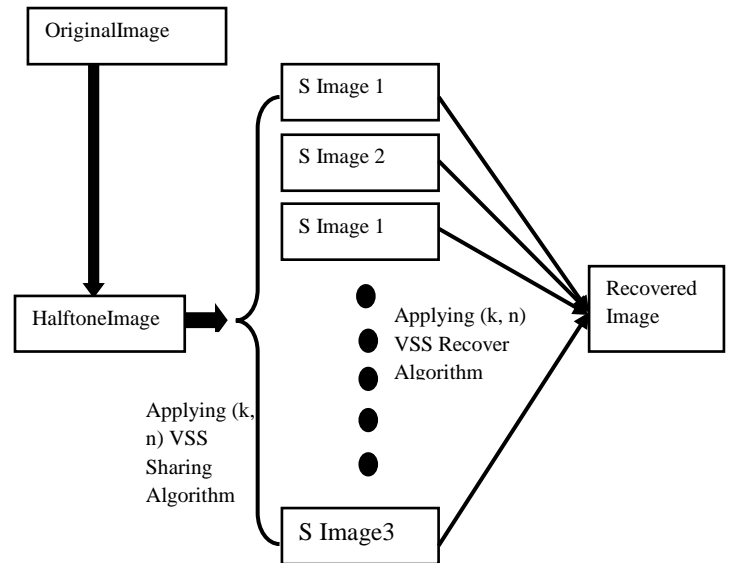 OriginalImage
S Image 1
S Image 2
S Image 1
HalftoneImage
Applying (k,
n) VSS
Sharing
Algorithm
Applying (k, n)
VSS Recover
Algorithm
Recovered
Image
S Image3